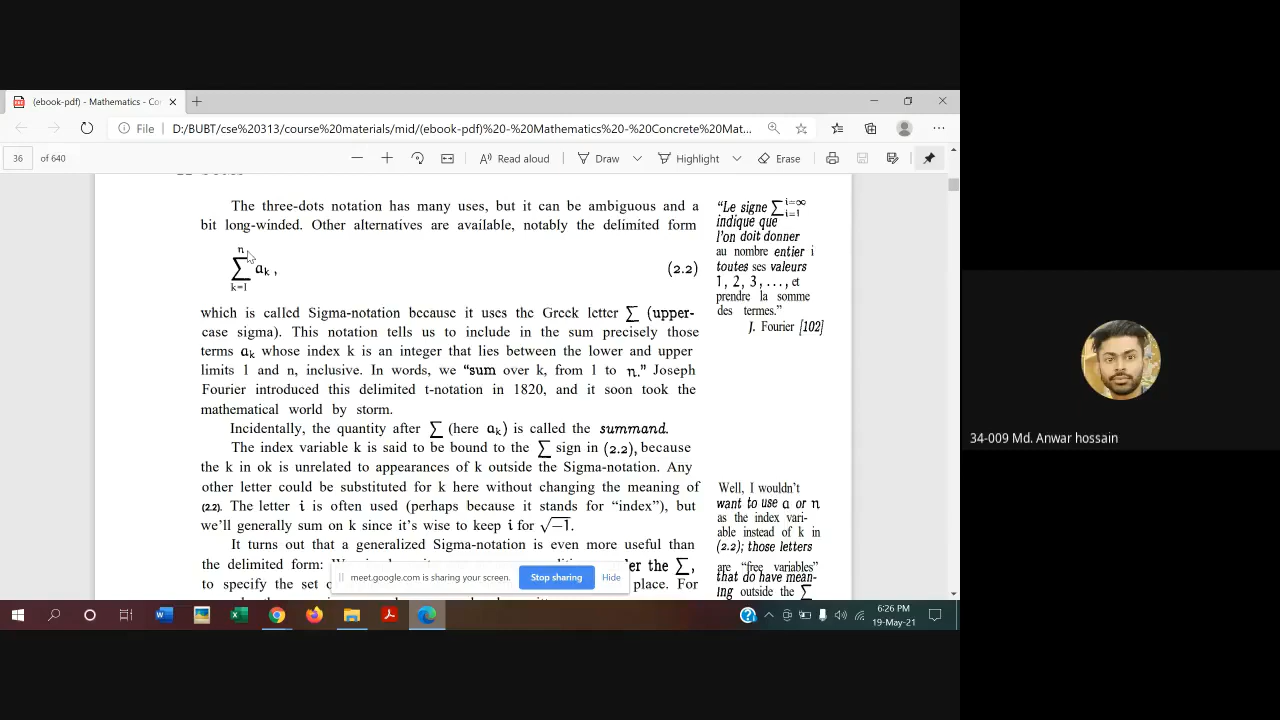 (ebook-pdf) - Mathematics - Co
File D:/BUBT/cse%20313/course%20materials/mid/(ebook-pdf)%20-%20Mathematics%20-%20Concrete%20Mat...
36 of 640 Read aloud Draw Highlight Erase
The three-dots notation has many uses, but it can be ambiguous and a
bit long-winded. Other alternatives are available, notably the delimited form
n
∑ aₖ , (2.2)
k=1
which is called Sigma-notation because it uses the Greek letter ∑ (upper-
case sigma). This notation tells us to include in the sum precisely those
terms aₖ whose index k is an integer that lies between the lower and upper
limits 1 and n, inclusive. In words, we “sum over k, from 1 to n.” Joseph
Fourier introduced this delimited t-notation in 1820, and it soon took the
mathematical world by storm.
Incidentally, the quantity after ∑ (here aₖ) is called the summand.
The index variable k is said to be bound to the ∑ sign in (2.2), because
the k in ok is unrelated to appearances of k outside the Sigma-notation. Any
other letter could be substituted for k here without changing the meaning of
(2.2). The letter i is often used (perhaps because it stands for “index”), but
we’ll generally sum on k since it’s wise to keep i for √−1.
It turns out that a generalized Sigma-notation is even more useful than
the delimited form: der the ∑,
to specify the set o place. For
“Le signe ∑ i=∞ i=1
indique que
l’on doit donner
au nombre entier i
toutes ses valeurs
1, 2, 3, . . . , et
prendre la somme
des termes.”
J. Fourier [102]
Well, I wouldn’t
want to use a or n
as the index vari-
able instead of k in
(2.2); those letters
are “free variables”
that do have mean-
ing outside the ∑
meet.google.com is sharing your screen. Stop sharing Hide
6:26 PM
19-May-21
34-009 Md. Anwar hossain